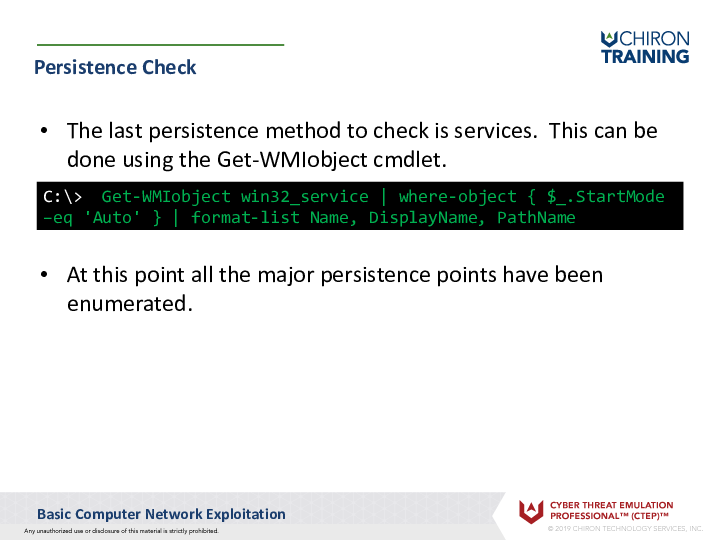 CHIRON
TRAINING
Persistence Check
• The last persistence method to check is services.  This can be
done using the Get-WMIobject cmdlet.
C:\>  Get-WMIobject win32_service | where-object { $_.StartMode
–eq 'Auto' } | format-list Name, DisplayName, PathName
• At this point all the major persistence points have been
enumerated.
Basic Computer Network Exploitation
Any unauthorized use or disclosure of this material is strictly prohibited.
CYBER THREAT EMULATION
PROFESSIONAL™ (CTEP)™
© 2019 CHIRON TECHNOLOGY SERVICES, INC.